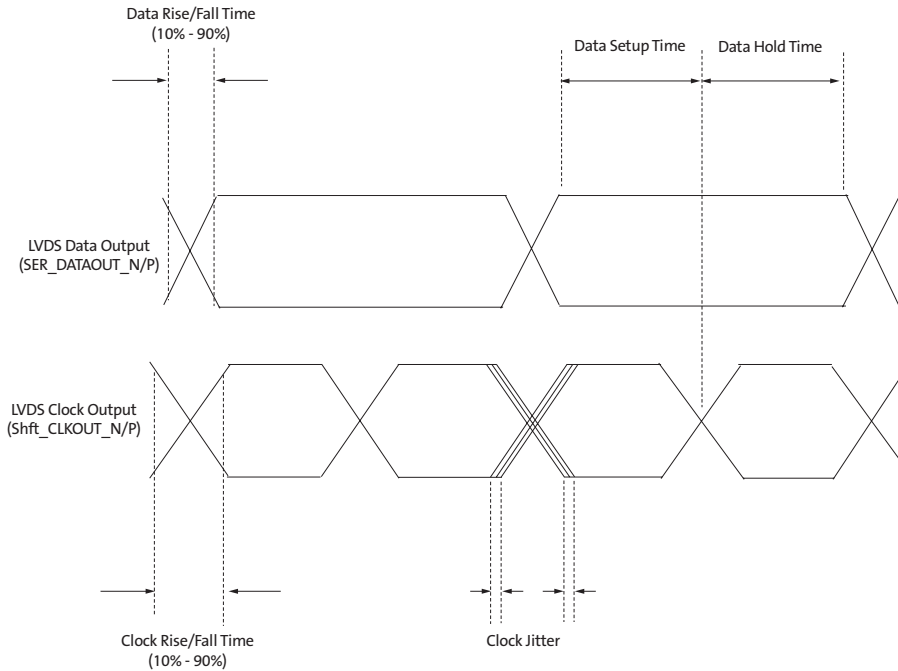 Data Rise/Fall Time
(10% - 90%)
Data Setup Time
Data Hold Time
LVDS Data Output
(SER_DATAOUT_N/P)
LVDS Clock Output
(Shft_CLKOUT_N/P)
Clock Rise/Fall Time
(10% - 90%)
Clock Jitter